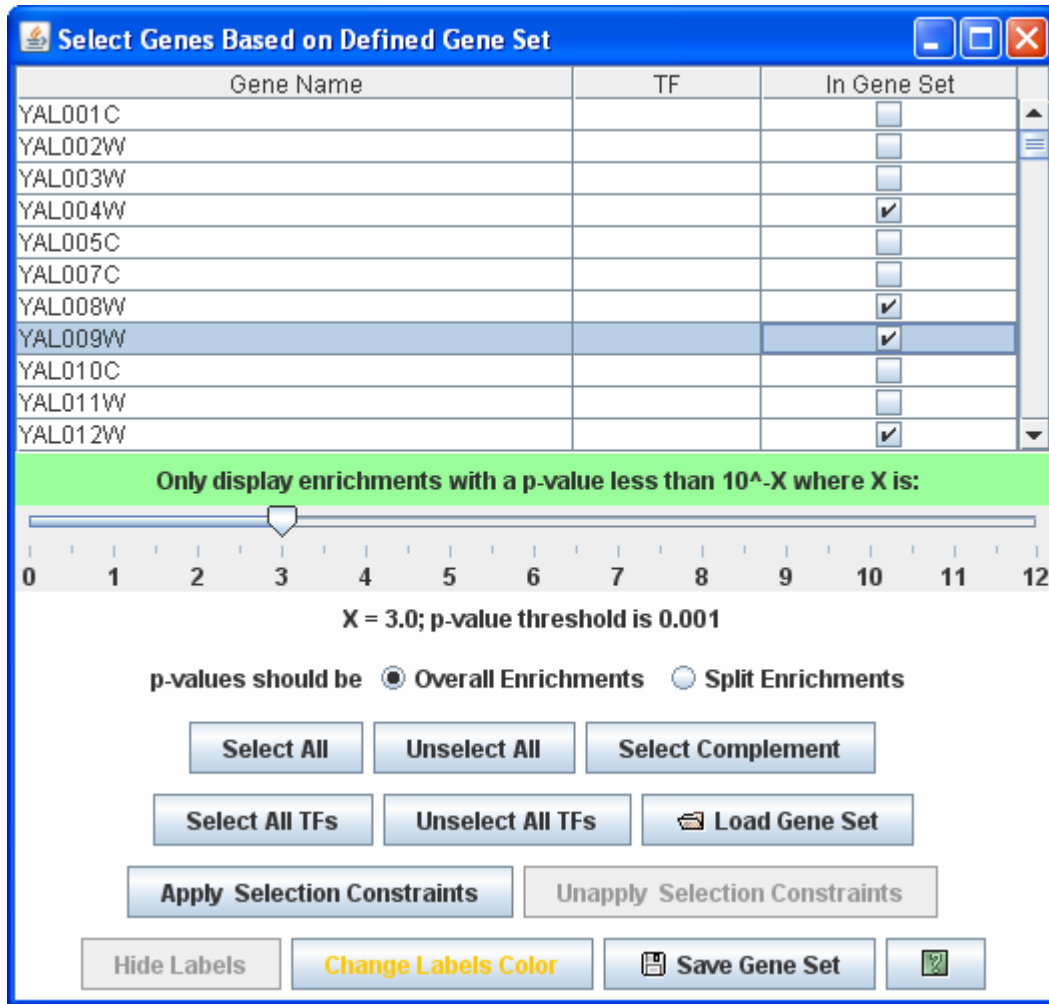 Select Genes Based on Defined Gene Set
Gene Name TF In Gene Set
YAL001C
YAL002W
YAL003W
YAL004W
YAL005C
YAL007C
YAL008W
YAL009W
YAL010C
YAL011W
YAL012W
Only display enrichments with a p-value less than 10^-X where X is:
0 1 2 3 4 5 6 7 8 9 10 11 12
X = 3.0; p-value threshold is 0.001
p-values should be Overall Enrichments Split Enrichments
Select All Unselect All Select Complement
Select All TFs Unselect All TFs Load Gene Set
Apply Selection Constraints Unapply Selection Constraints
Hide Labels Change Labels Color Save Gene Set ?